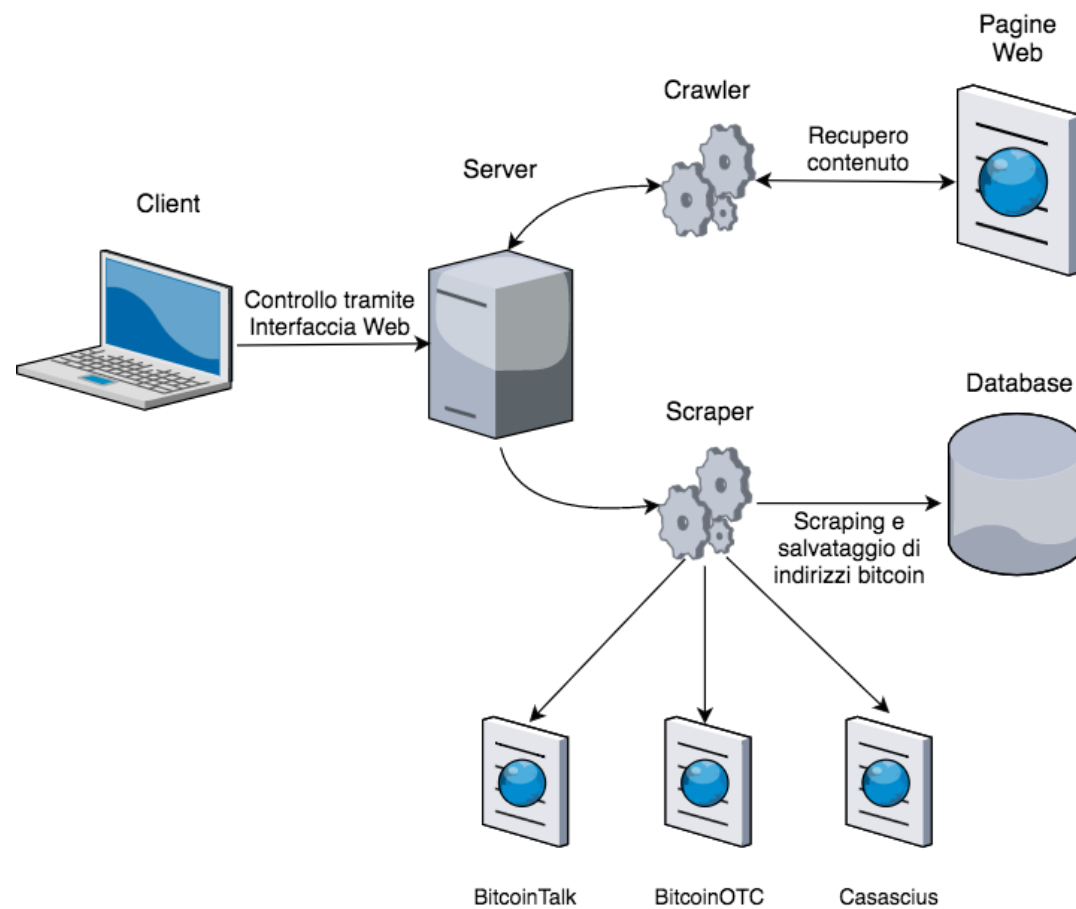 Pagine
Web
Crawler
Recupero
contenuto
Server
Client
Controllo tramite
Interfaccia Web
Database
Scraper
Scraping e
salvataggio di
indirizzi bitcoin
BitcoinTalk
BitcoinOTC
Casascius